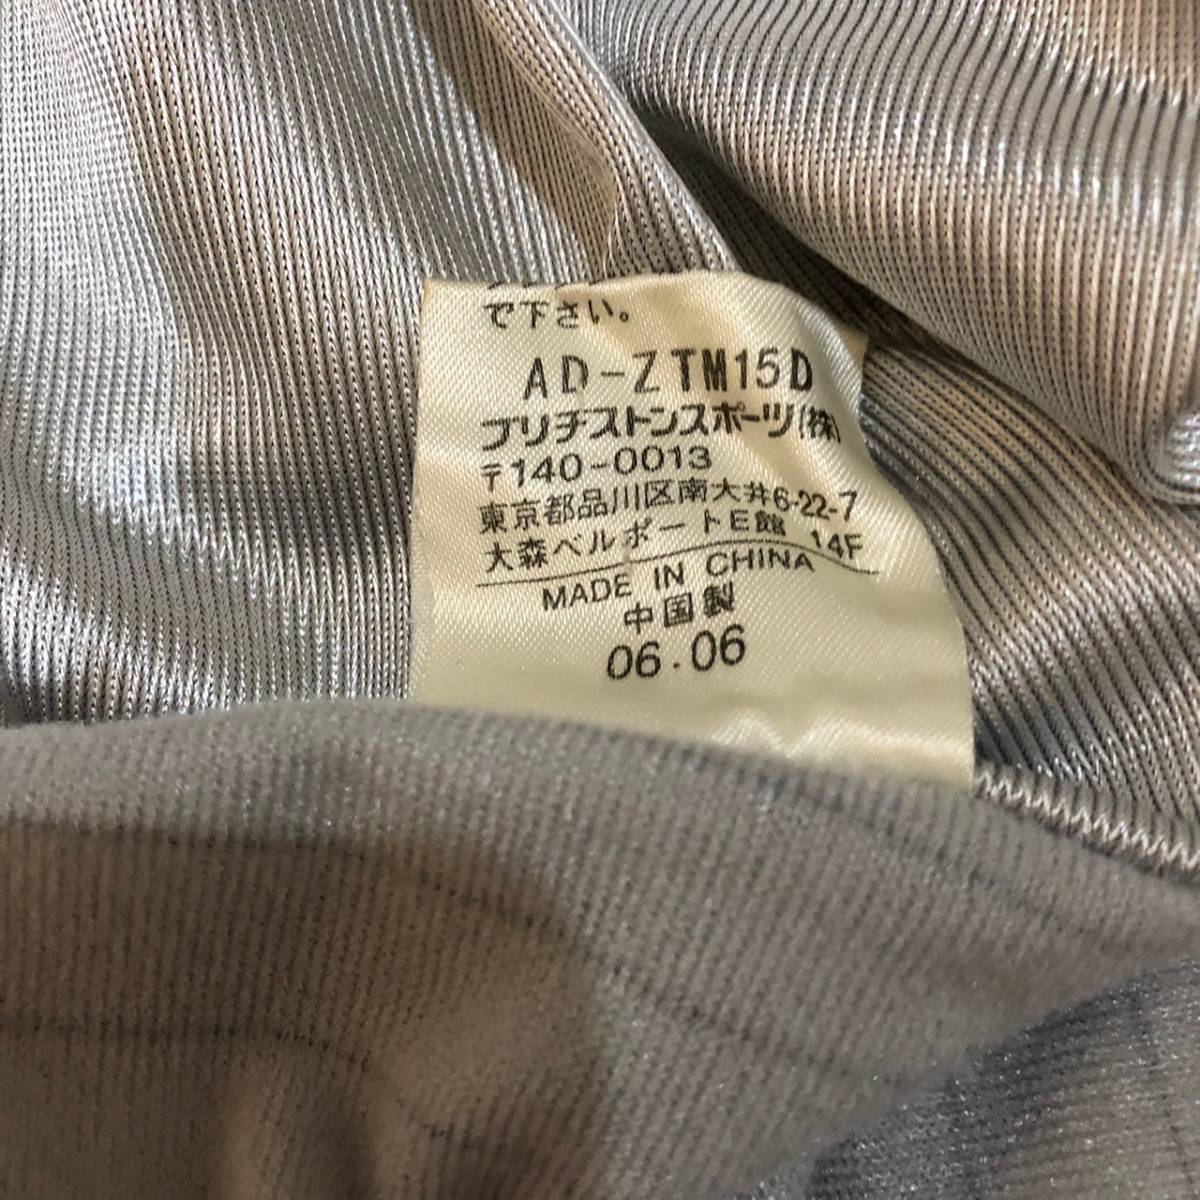 で下さい。
AD-ZTM15D
ブリヂストンスポーツ(株)
〒140-0013
東京都品川区南大井6-22-7
大森ベルポートE館 14F
MADE IN CHINA
中国製
06.06